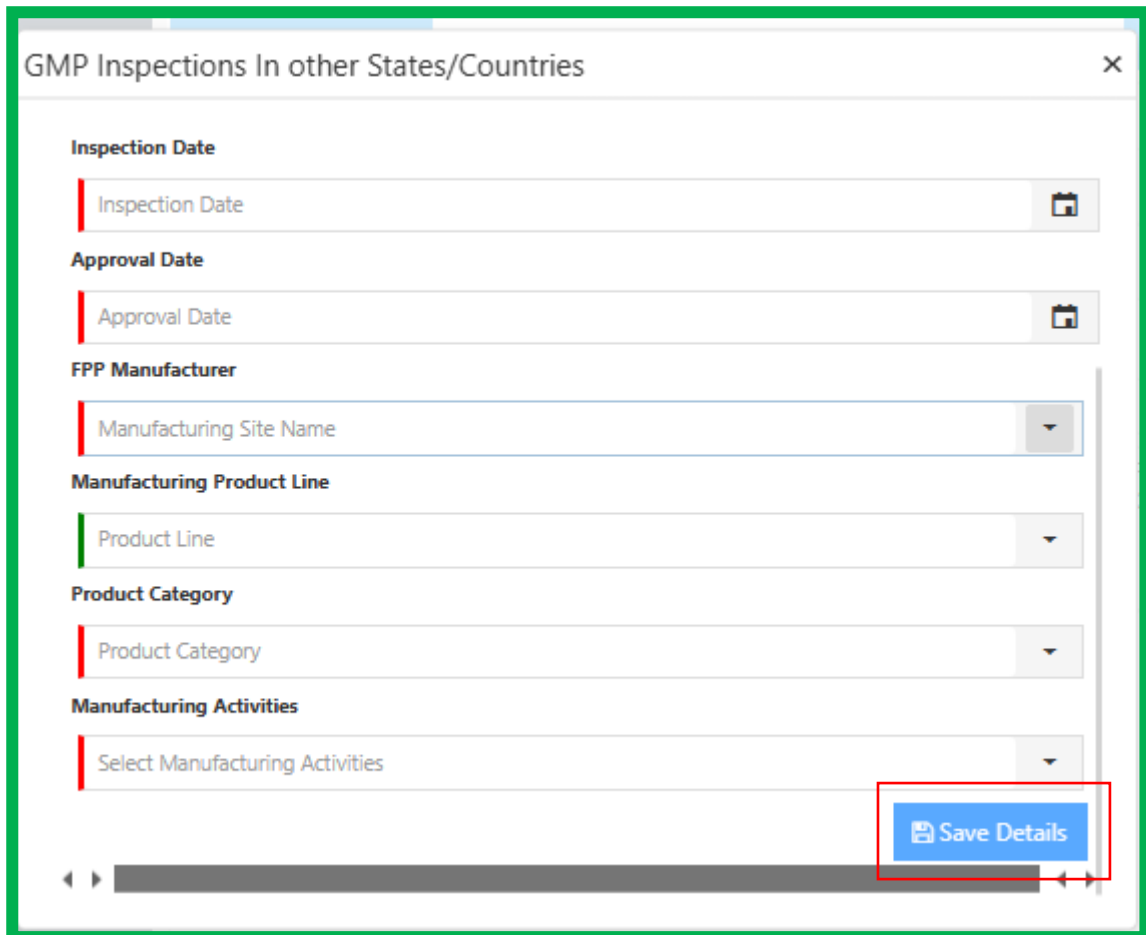 GMP Inspections In other States/Countries
Inspection Date
Inspection Date
Approval Date
Approval Date
FPP Manufacturer
Manufacturing Site Name
Manufacturing Product Line
Product Line
Product Category
Product Category
Manufacturing Activities
Select Manufacturing Activities
Save Details